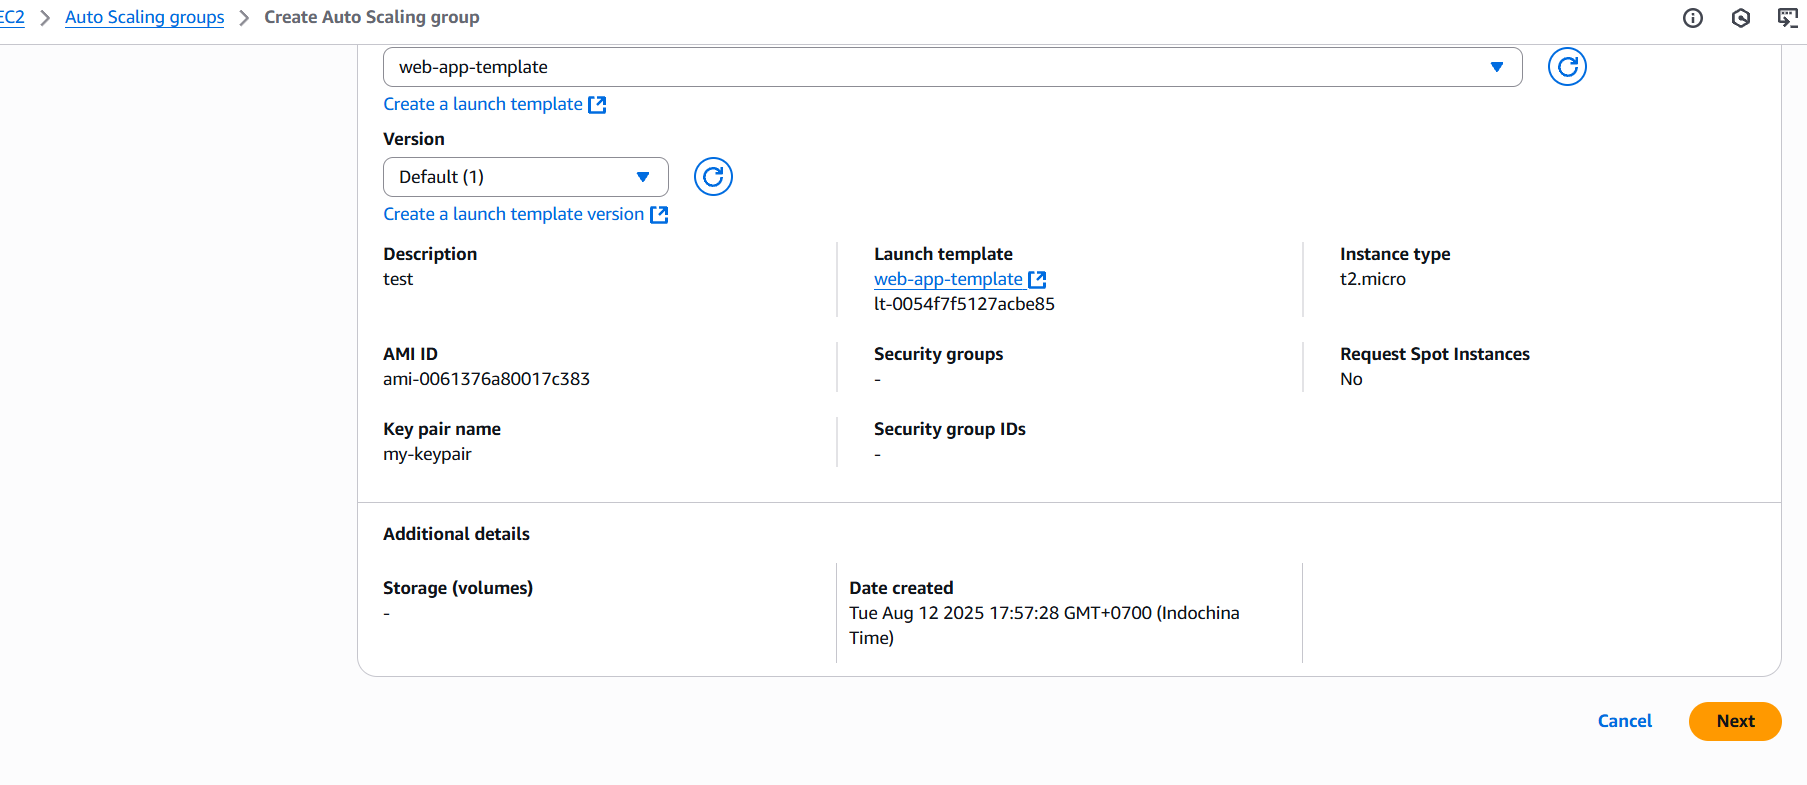 EC2 > Auto Scaling groups > Create Auto Scaling group
web-app-template
Create a launch template
Version
Default (1)
Create a launch template version
Description
test
Launch template
web-app-template
lt-0054f7f5127acbe85
Instance type
t2.micro
AMI ID
ami-0061376a80017c383
Security groups
-
Request Spot Instances
No
Key pair name
my-keypair
Security group IDs
-
Additional details
Storage (volumes)
-
Date created
Tue Aug 12 2025 17:57:28 GMT+0700 (Indochina
Time)
Cancel
Next